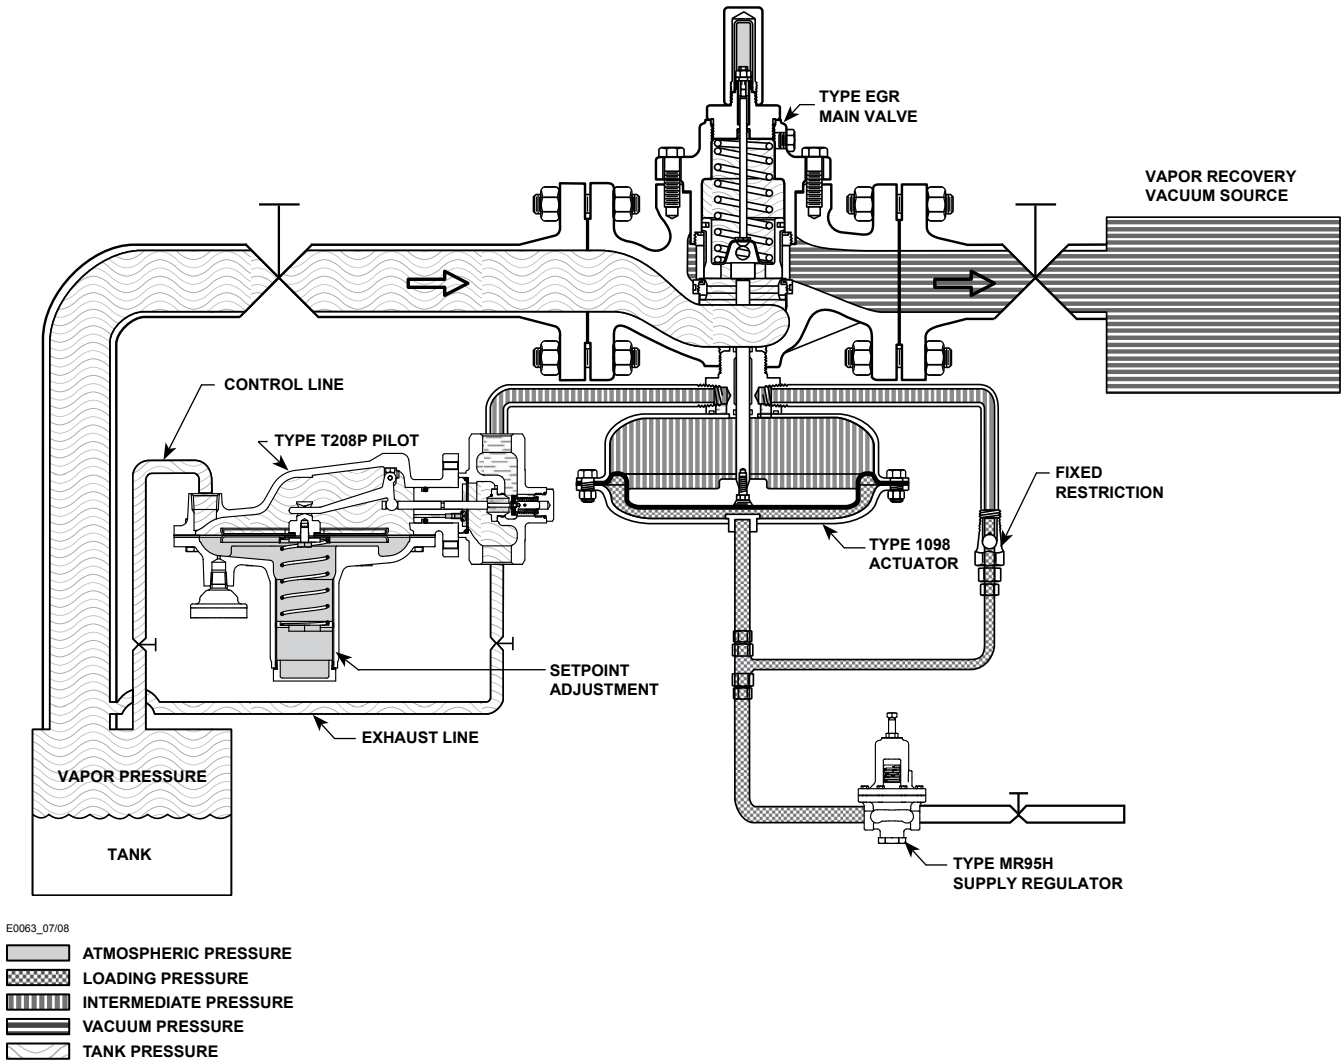 TYPE EGR
MAIN VALVE
VAPOR RECOVERY
VACUUM SOURCE
CONTROL LINE
TYPE T208P PILOT
FIXED
RESTRICTION
TYPE 1098
ACTUATOR
SETPOINT
ADJUSTMENT
EXHAUST LINE
VAPOR PRESSURE
TANK
TYPE MR95H
SUPPLY REGULATOR
E0063_07/08
ATMOSPHERIC PRESSURE
LOADING PRESSURE
INTERMEDIATE PRESSURE
VACUUM PRESSURE
TANK PRESSURE